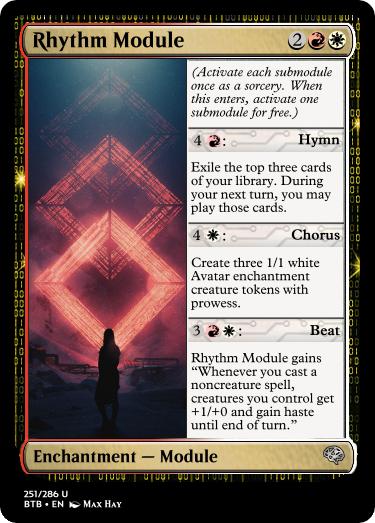 Rhythm Module 2RW
(Activate each submodule
once as a sorcery. When
this enters, activate one
submodule for free.)
4 R: Hymn
Exile the top three cards
of your library. During
your next turn, you may
play those cards.
4 W: Chorus
Create three 1/1 white
Avatar enchantment
creature tokens with
prowess.
3 RW: Beat
Rhythm Module gains
“Whenever you cast a
noncreature spell,
creatures you control get
+1/+0 and gain haste
until end of turn.”
Enchantment — Module
251/286 U
BTB • EN Max Hay